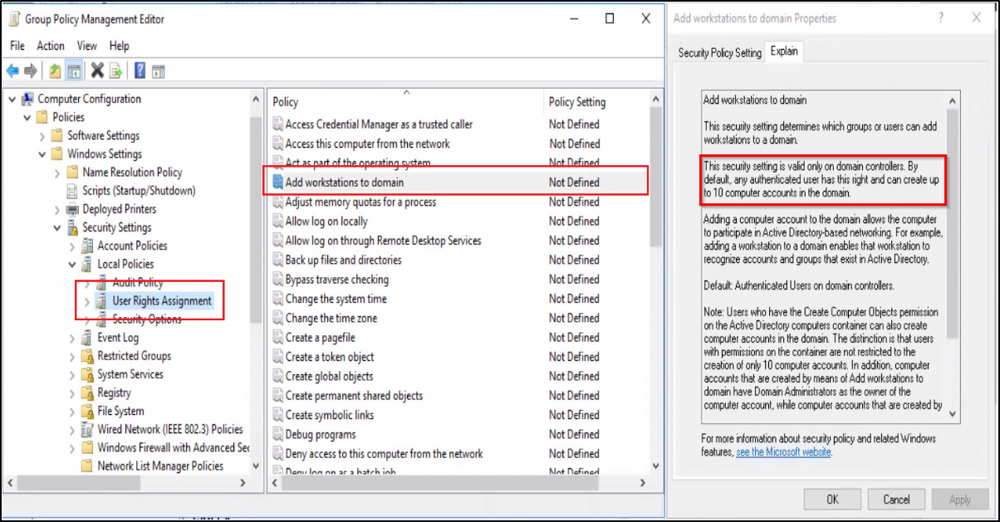 Group Policy Management Editor
File Action View Help
Computer Configuration
Policies
Software Settings
Windows Settings
Name Resolution Policy
Scripts (Startup/Shutdown)
Deployed Printers
Security Settings
Account Policies
Local Policies
Audit Policy
User Rights Assignment
Security Options
Event Log
Restricted Groups
System Services
Registry
File System
Wired Network (IEEE 802.3) Policies
Windows Firewall with Advanced Sec
Network List Manager Policies
Policy Policy Setting
Access Credential Manager as a trusted caller Not Defined
Access this computer from the network Not Defined
Act as part of the operating system Not Defined
Add workstations to domain Not Defined
Adjust memory quotas for a process Not Defined
Allow log on locally Not Defined
Allow log on through Remote Desktop Services Not Defined
Back up files and directories Not Defined
Bypass traverse checking Not Defined
Change the system time Not Defined
Change the time zone Not Defined
Create a pagefile Not Defined
Create a token object Not Defined
Create global objects Not Defined
Create permanent shared objects Not Defined
Create symbolic links Not Defined
Debug programs Not Defined
Deny access to this computer from the network Not Defined
Deny log on as a batch job Not Defined
Add workstations to domain Properties ?
Security Policy Setting Explain
Add workstations to domain
This security setting determines which groups or users can add
workstations to a domain.
This security setting is valid only on domain controllers. By
default, any authenticated user has this right and can create up
to 10 computer accounts in the domain.
Adding a computer account to the domain allows the computer
to participate in Active Directory-based networking. For example,
adding a workstation to a domain enables that workstation to
recognize accounts and groups that exist in Active Directory.
Default: Authenticated Users on domain controllers.
Note: Users who have the Create Computer Objects permission
on the Active Directory computers container can also create
computer accounts in the domain. The distinction is that users
with permissions on the container are not restricted to the
creation of only 10 computer accounts. In addition, computer
accounts that are created by means of Add workstations to
domain have Domain Administrators as the owner of the
computer account, while computer accounts that are created by
For more information about security policy and related Windows
features, see the Microsoft website.
OK Cancel Apply